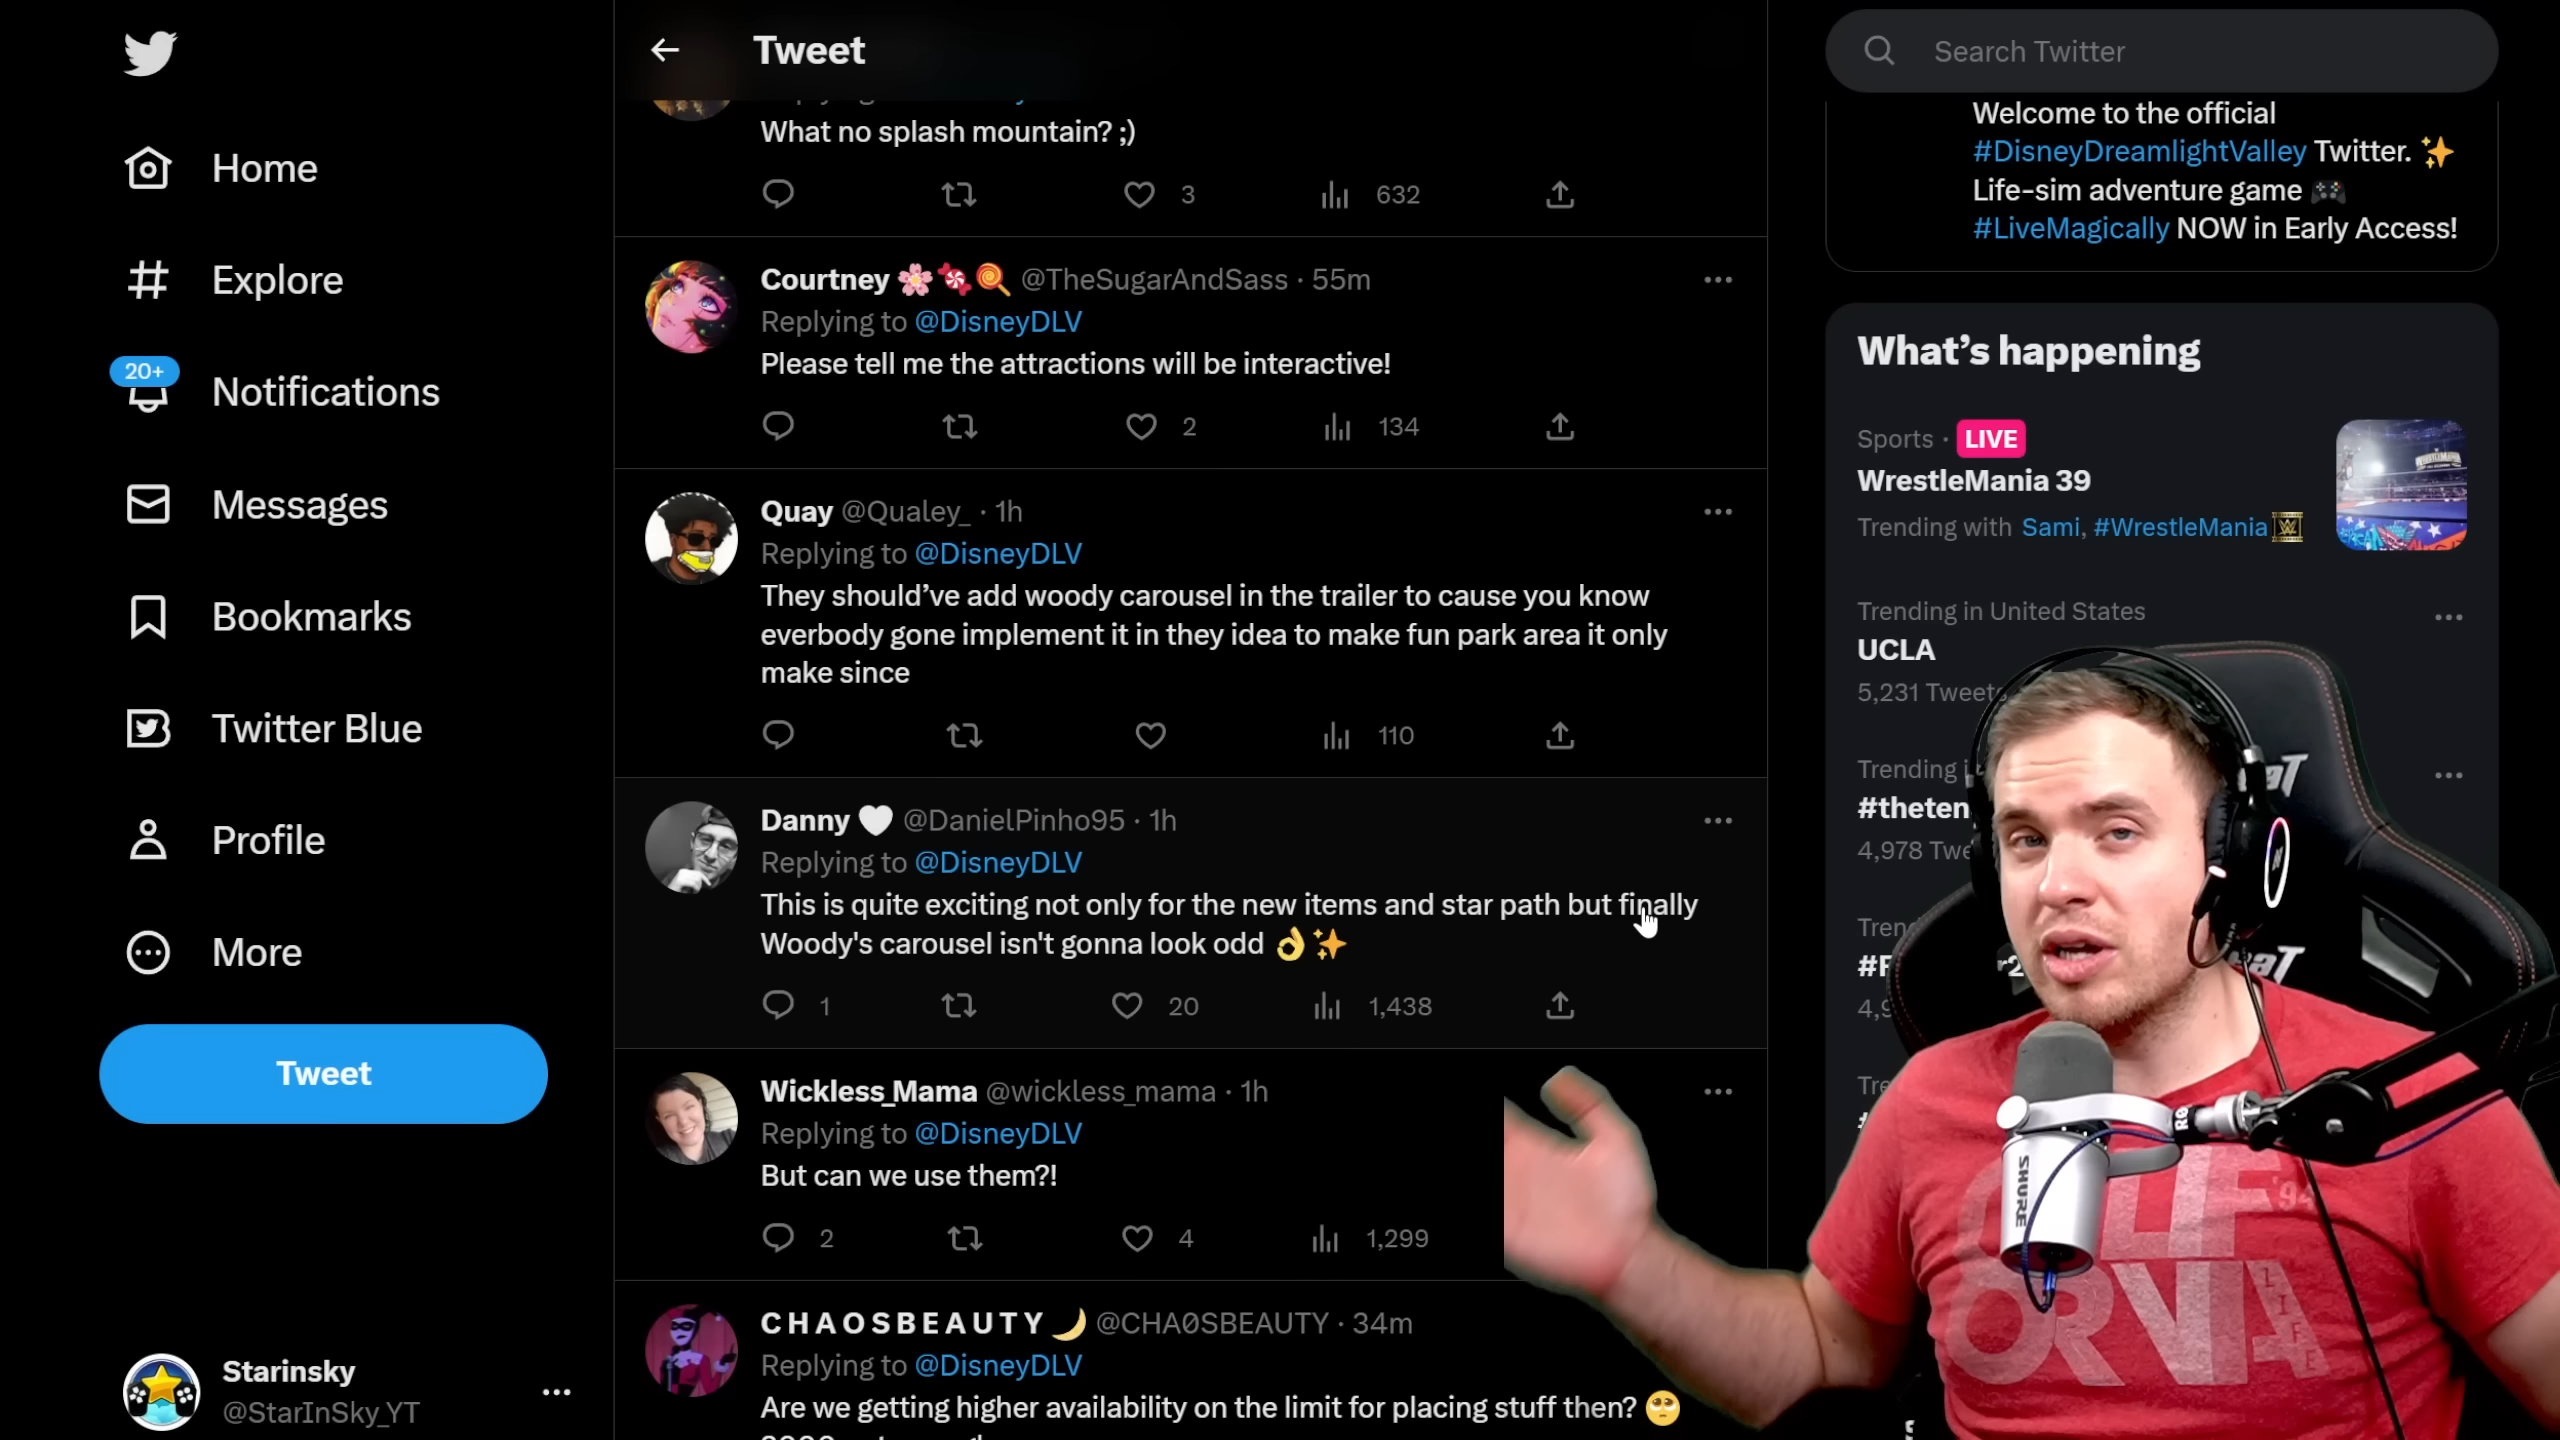 Home
Explore
20+
Notifications
Messages
Bookmarks
Twitter Blue
Profile
More
Tweet
Starinsky
@StarInSky_YT
Tweet
What no splash mountain? ;)
3 632
Courtney 🌸🍬🍭 @TheSugarAndSass · 55m
Replying to @DisneyDLV
Please tell me the attractions will be interactive!
2 134
Quay @Qualey_ · 1h
Replying to @DisneyDLV
They should’ve add woody carousel in the trailer to cause you know
everbody gone implement it in they idea to make fun park area it only
make since
110
Danny 🤍 @DanielPinho95 · 1h
Replying to @DisneyDLV
This is quite exciting not only for the new items and star path but finally
Woody's carousel isn't gonna look odd 👌✨
1 20 1,438
Wickless_Mama @wickless_mama · 1h
Replying to @DisneyDLV
But can we use them?!
2 4 1,299
C H A O S B E A U T Y 🌙 @CHA0SBEAUTY · 34m
Replying to @DisneyDLV
Are we getting higher availability on the limit for placing stuff then? 🥺
Search Twitter
Welcome to the official
#DisneyDreamlightValley Twitter. ✨
Life-sim adventure game 🎮
#LiveMagically NOW in Early Access!
What’s happening
Sports · LIVE
WrestleMania 39
Trending with Sami, #WrestleMania
Trending in United States
UCLA
5,231 Tweets
Trending
#theten
4,978
SHURE